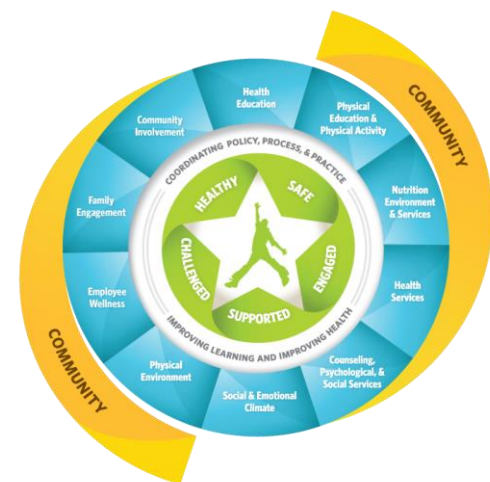 COMMUNITY
Health
Education
Physical
Education &
Physical Activity
Nutrition
Environment
& Services
Health
Services
Counseling,
Psychological, &
Social Services
Social & Emotional
Climate
Physical
Environment
Employee
Wellness
Family
Engagement
Community
Involvement
COORDINATING POLICY, PROCESS, & PRACTICE
IMPROVING LEARNING AND IMPROVING HEALTH
HEALTHY
SAFE
ENGAGED
SUPPORTED
CHALLENGED
COMMUNITY